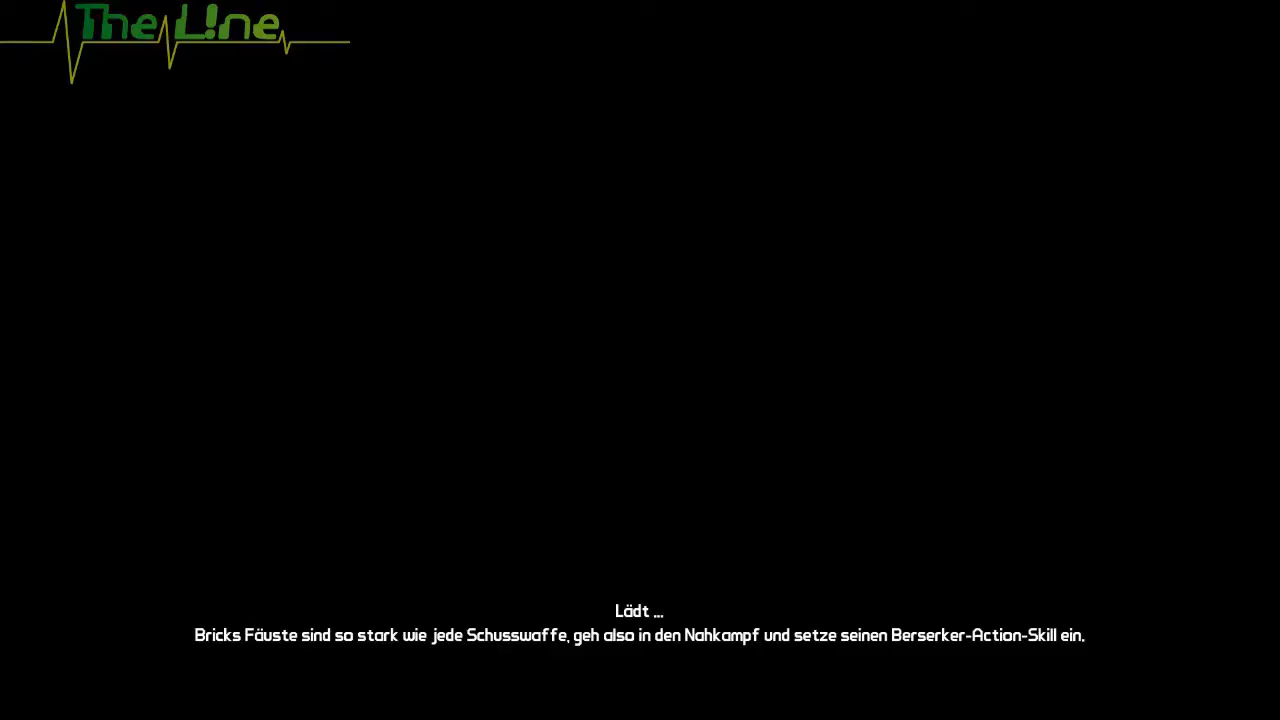 The L!ne
Lädt ...
Bricks Fäuste sind so stark wie jede Schusswaffe, geh also in den Nahkampf und setze seinen Berserker-Action-Skill ein.